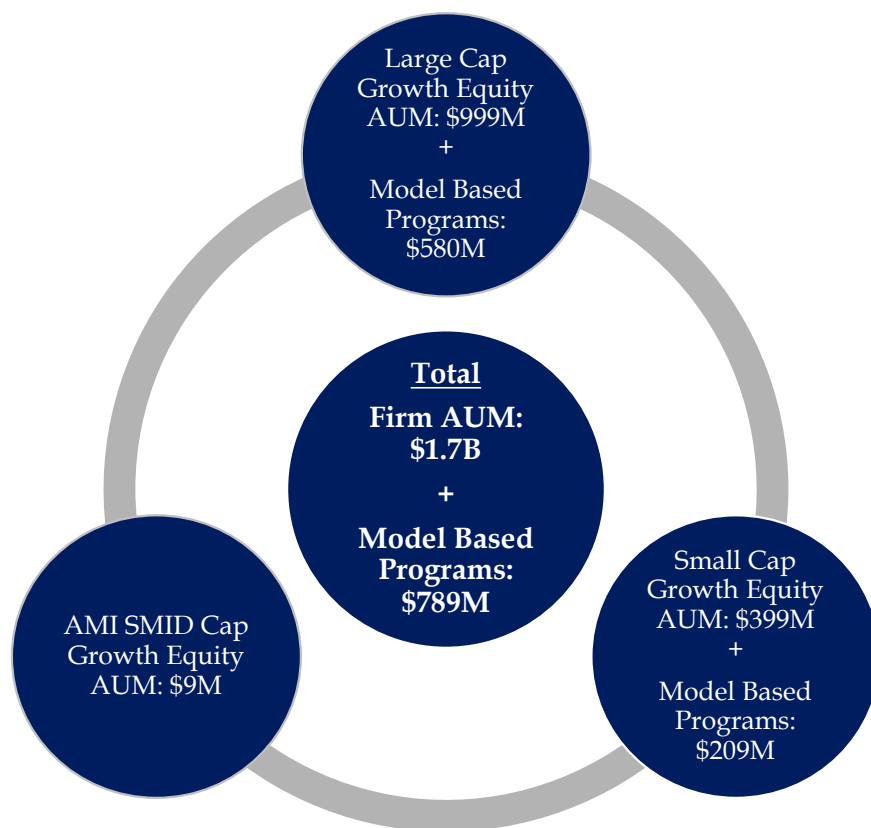 Large Cap
Growth Equity
AUM: $999M
+
Model Based
Programs:
$580M
Total
Firm AUM:
$1.7B
+
Model Based
Programs:
$789M
AMI SMID Cap
Growth Equity
AUM: $9M
Small Cap
Growth Equity
AUM: $399M
+
Model Based
Programs:
$209M